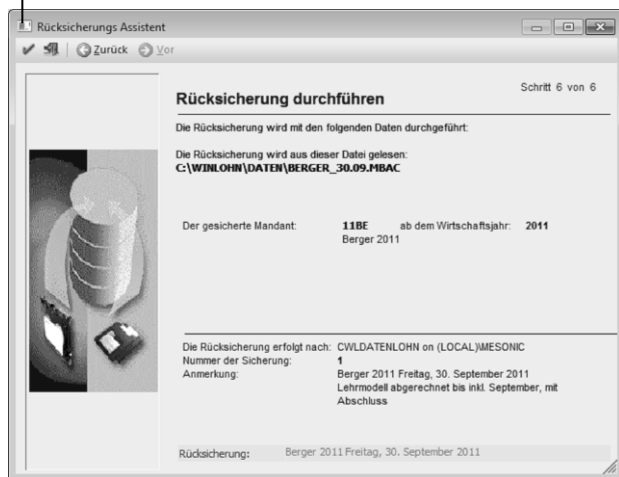 Rücksicherungs Assistent
Zurück Vor
Schritt 6 von 6
Rücksicherung durchführen
Die Rücksicherung wird mit den folgenden Daten durchgeführt:
Die Rücksicherung wird aus dieser Datei gelesen:
C:\WINLOHN\DATEN\BERGER_30.09.MBAC
Der gesicherte Mandant: 11BE ab dem Wirtschaftsjahr: 2011
Berger 2011
Die Rücksicherung erfolgt nach: CWLDATENLOHN on (LOCAL)\MESONIC
Nummer der Sicherung: 1
Anmerkung: Berger 2011 Freitag, 30. September 2011
Lehrmodell abgerechnet bis inkl. September, mit
Abschluss
Rücksicherung: Berger 2011 Freitag, 30. September 2011